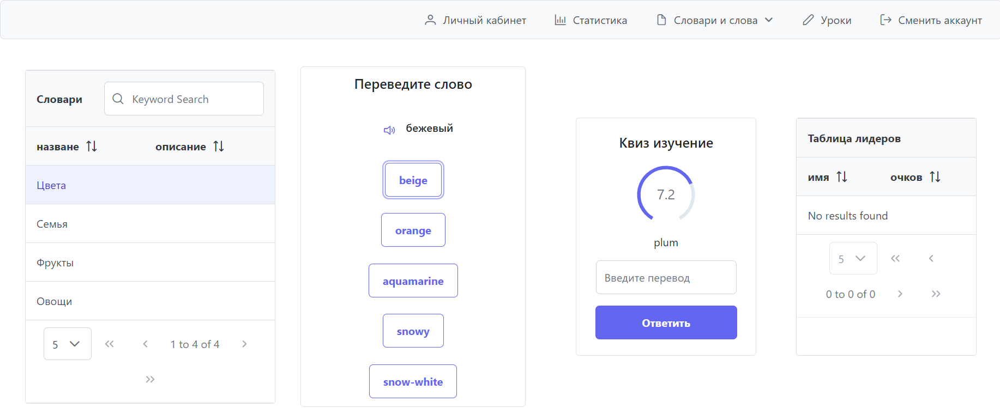 Личный кабинет
Статистика
Словари и слова
Уроки
Сменить аккаунт
Словари
Keyword Search
назване
описание
Цвета
Семья
Фрукты
Овощи
5
1 to 4 of 4
Переведите слово
бежевый
beige
orange
aquamarine
snowy
snow-white
Квиз изучение
7.2
plum
Введите перевод
Ответить
Таблица лидеров
имя
очков
No results found
5
0 to 0 of 0